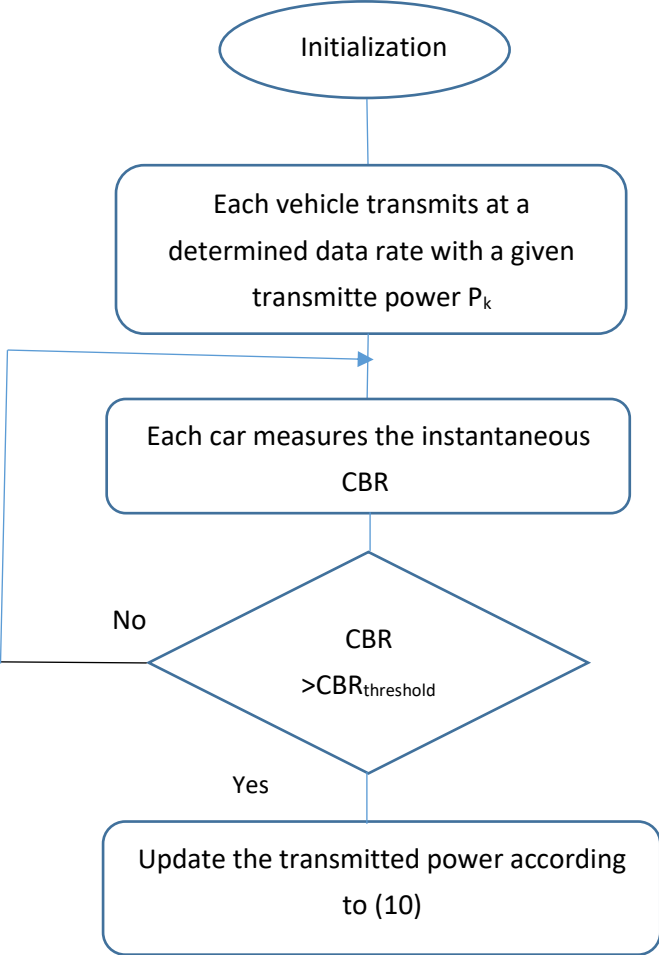 Initialization
Each vehicle transmits at a
determined data rate with a given
transmitte power Pₖ
Each car measures the instantaneous
CBR
No
CBR
>CBRthreshold
Yes
Update the transmitted power according
to (10)